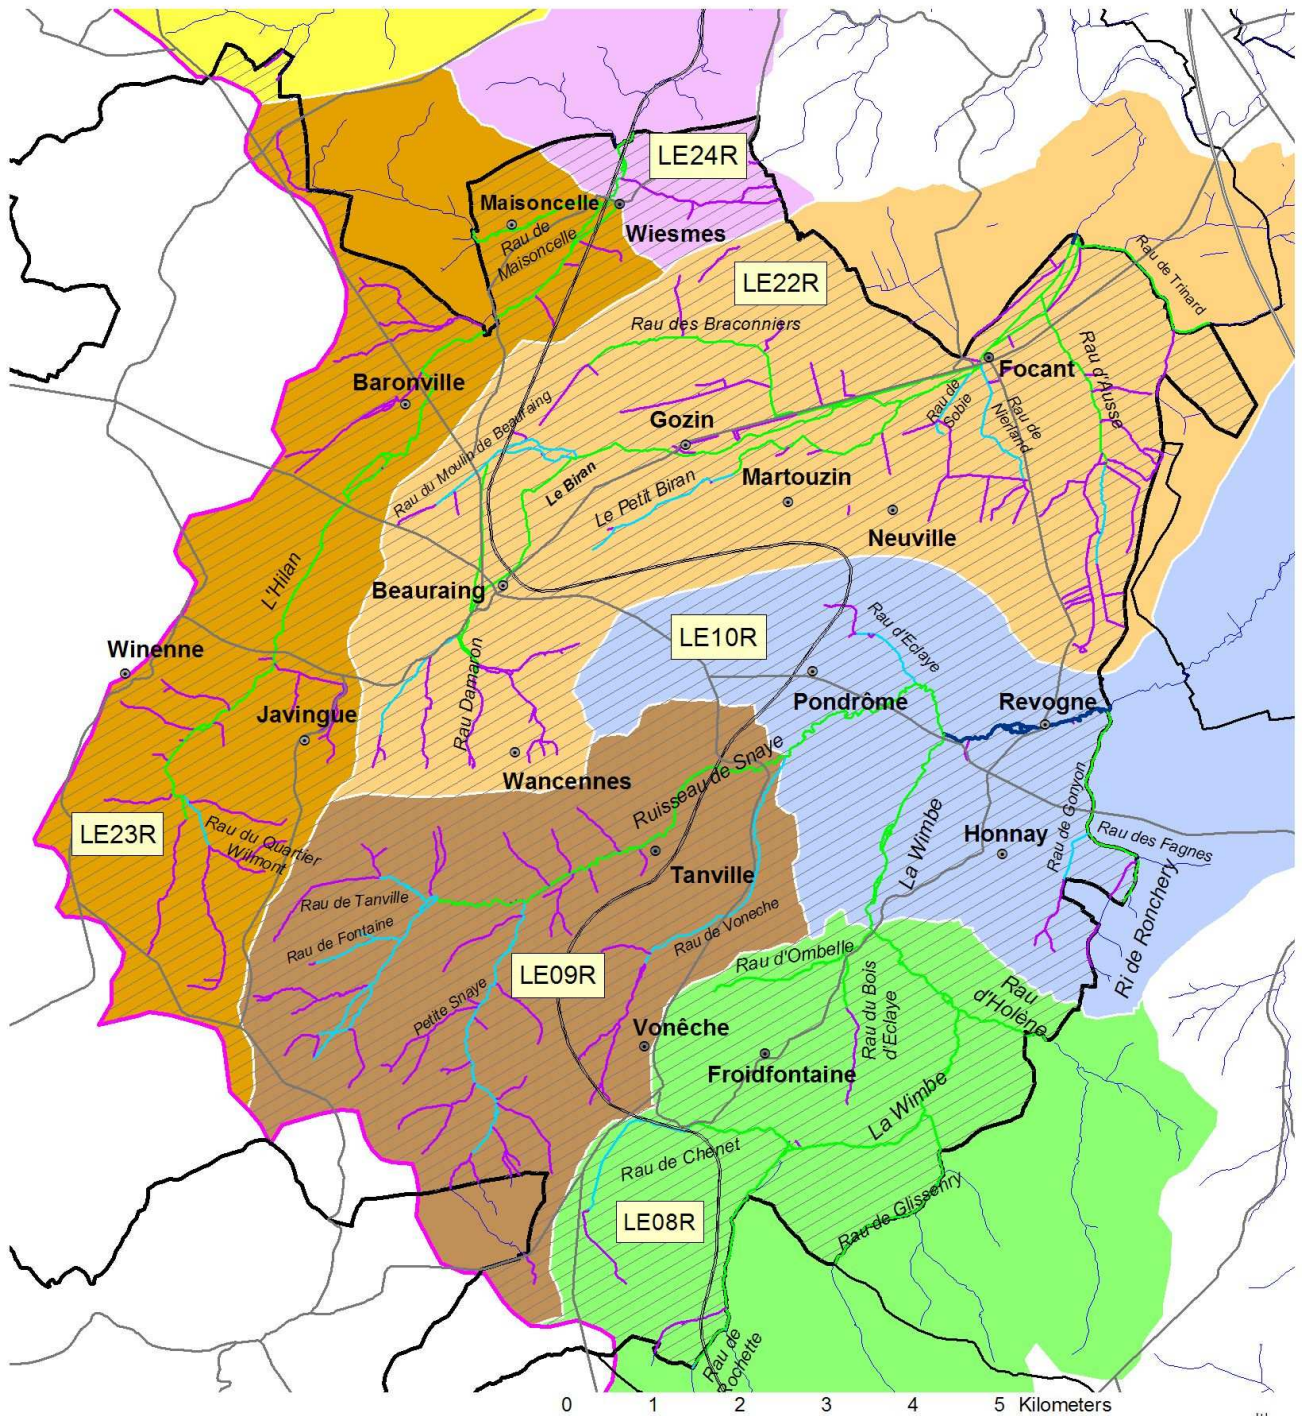 LE24R
Maisoncelle
Rau de
Maisoncelle
Wiesmes
Rau de Trinard
LE22R
Rau des Braconniers
Focant
Rau d'Ausse
Baronville
Rau de
Sobie
Rau de
Nierland
Gozin
Rau du Moulin de Beauraing
Le Biran
Le Petit Biran
Martouzin
Neuville
L'Hilan
Beauraing
Rau d'Eclaye
LE10R
Winenne
Rau Damaron
Pondrôme
Revogne
Javingue
Wancennes
Ruisseau de Snaye
LE23R
Rau du Quartier
Wilmont
La Wimbe
Honnay
Rau de Gonyon
Rau des Fagnes
Tanville
Rau de Tanville
Rau de Fontaine
Rau de Voneche
Ri de Ronchery
Rau d'Ombelle
LE09R
Petite Snaye
Rau du Bois
d'Eclaye
Rau
d'Holène
Vonêche
Froidfontaine
La Wimbe
Rau de Chenet
LE08R
Rau de Glissenry
Rau de
Rochette
0 1 2 3 4 5 Kilometers